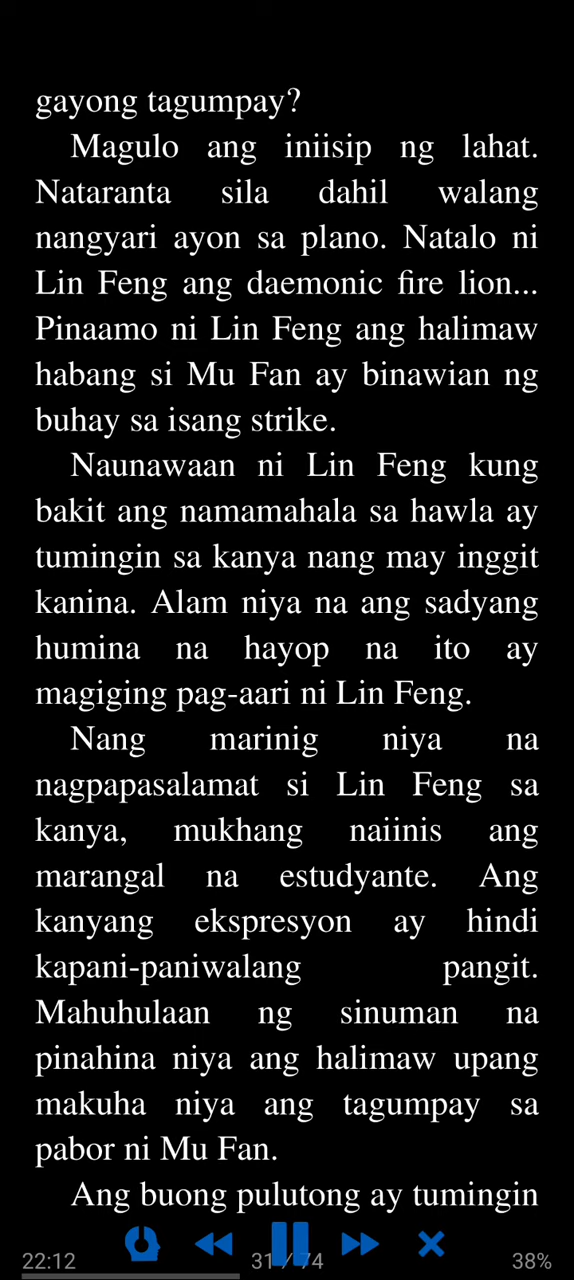 gayong tagumpay?
Magulo ang iniisip ng lahat.
Nataranta sila dahil walang
nangyari ayon sa plano. Natalo ni
Lin Feng ang daemonic fire lion...
Pinaamo ni Lin Feng ang halimaw
habang si Mu Fan ay binawian ng
buhay sa isang strike.
Naunawaan ni Lin Feng kung
bakit ang namamahala sa hawla ay
tumingin sa kanya nang may inggit
kanina. Alam niya na ang sadyang
humina na hayop na ito ay
magiging pag-aari ni Lin Feng.
Nang marinig niya na
nagpapasalamat si Lin Feng sa
kanya, mukhang naiinis ang
marangal na estudyante. Ang
kanyang ekspresyon ay hindi
kapani-paniwalang pangit.
Mahuhulaan ng sinuman na
pinahina niya ang halimaw upang
makuha niya ang tagumpay sa
pabor ni Mu Fan.
Ang buong pulutong ay tumingin
22:12 31 / 74 38%